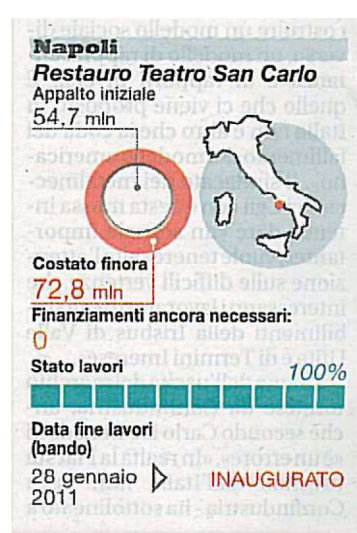 Napoli
Restauro Teatro San Carlo
Appalto iniziale
54,7 mln
Costato finora
72,8 mln
Finanziamenti ancora necessari:
0
Stato lavori
100%
Data fine lavori
(bando)
28 gennaio
2011
INAUGURATO